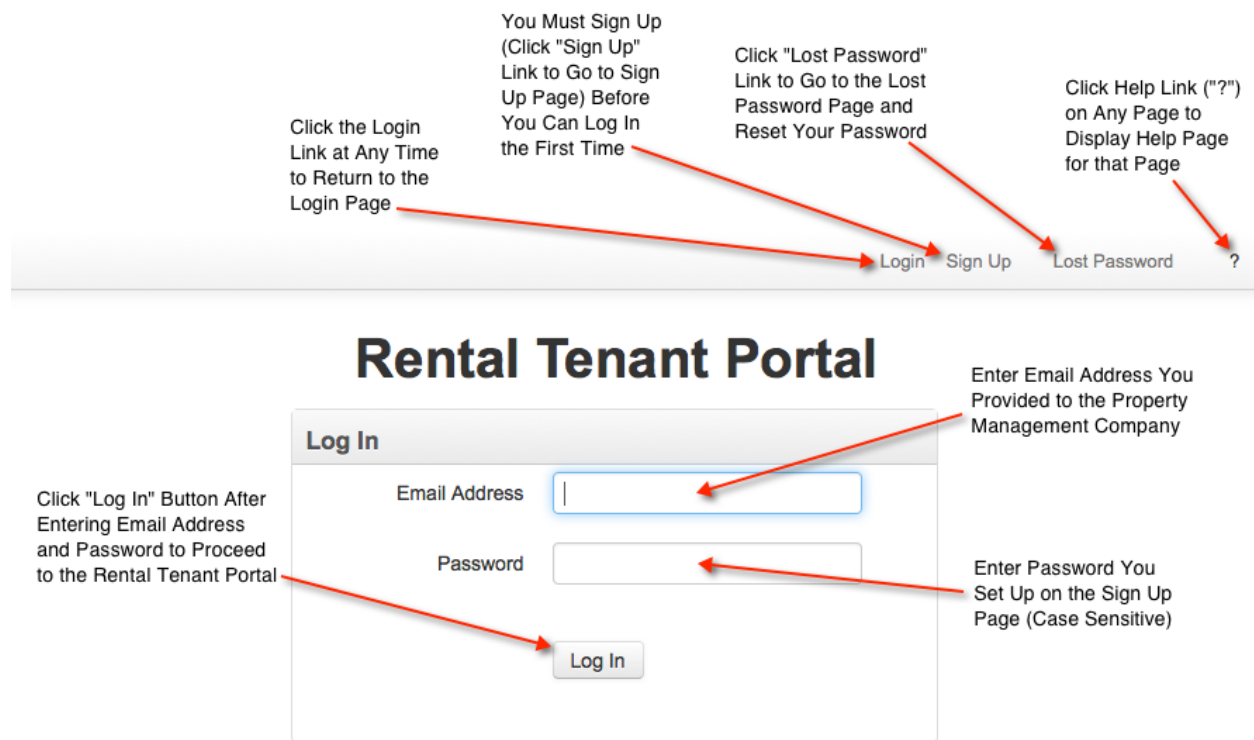 You Must Sign Up
(Click "Sign Up"
Link to Go to Sign
Up Page) Before
You Can Log In
the First Time
Click "Lost Password"
Link to Go to the Lost
Password Page and
Reset Your Password
Click Help Link ("?")
on Any Page to
Display Help Page
for that Page
Click the Login
Link at Any Time
to Return to the
Login Page
Login Sign Up Lost Password ?
Rental Tenant Portal
Enter Email Address You
Provided to the Property
Management Company
Log In
Email Address
Click "Log In" Button After
Entering Email Address
and Password to Proceed
to the Rental Tenant Portal
Password
Enter Password You
Set Up on the Sign Up
Page (Case Sensitive)
Log In